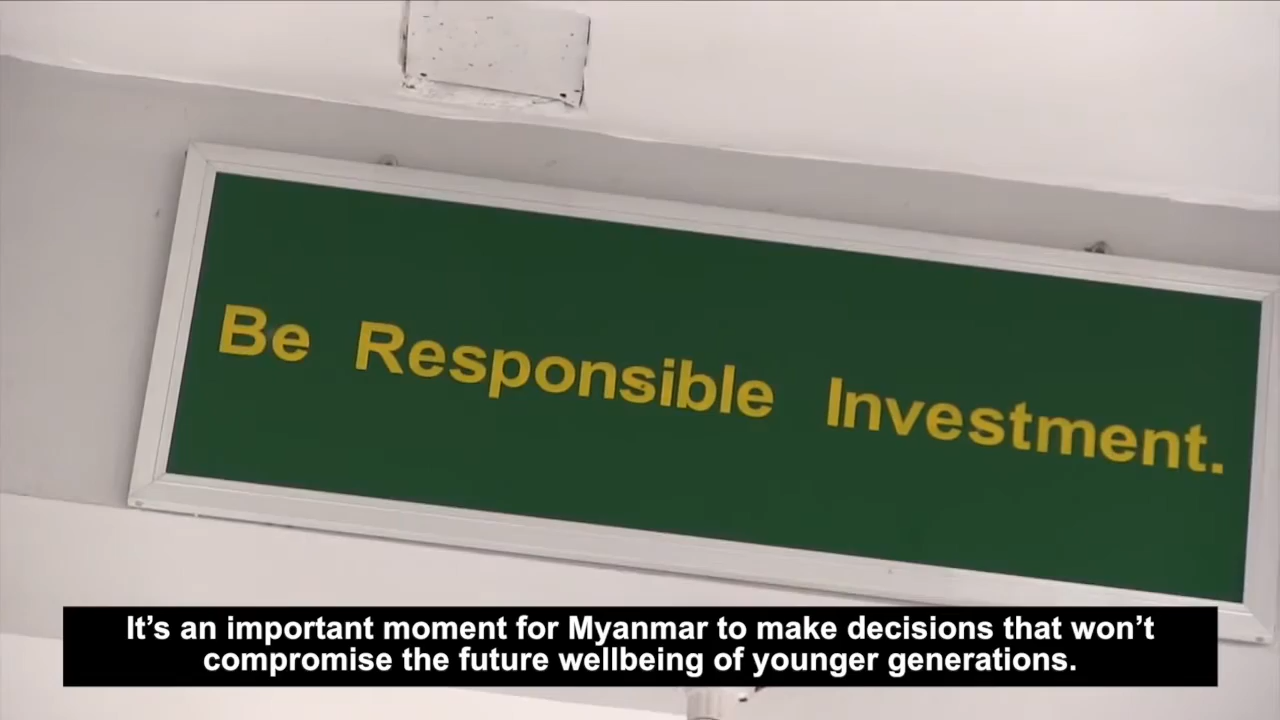 Be Responsible Investment.
It’s an important moment for Myanmar to make decisions that won’t
compromise the future wellbeing of younger generations.